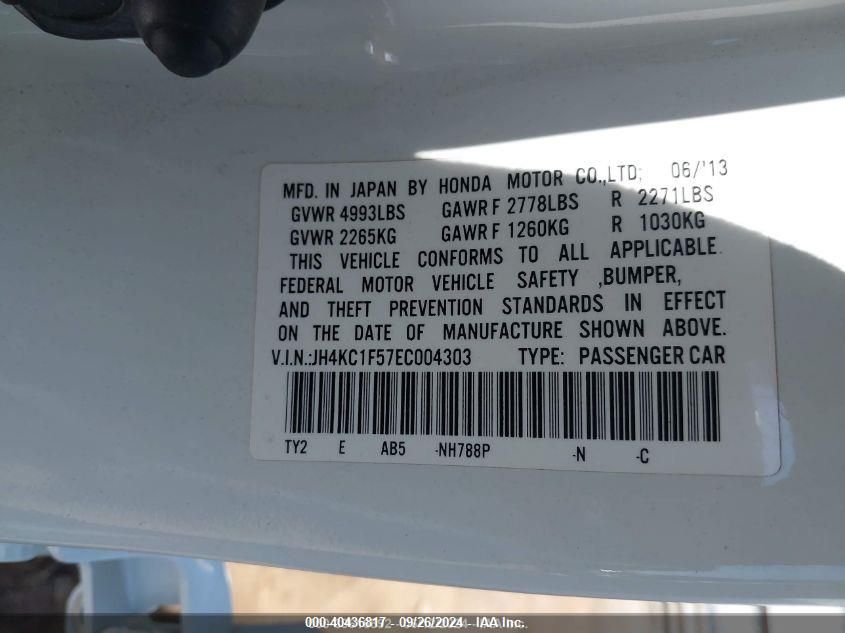 MFD. IN JAPAN BY HONDA MOTOR CO.,LTD; 06/'13
GVWR 4993LBS GAWR F 2778LBS R 2271LBS
GVWR 2265KG GAWR F 1260KG R 1030KG
THIS VEHICLE CONFORMS TO ALL APPLICABLE
FEDERAL MOTOR VEHICLE SAFETY ,BUMPER,
AND THEFT PREVENTION STANDARDS IN EFFECT
ON THE DATE OF MANUFACTURE SHOWN ABOVE.
V.I.N.:JH4KC1F57EC004303 TYPE: PASSENGER CAR
TY2 E AB5 -NH788P -N -C
000-40436817 - 09/26/2024 - IAA Inc.